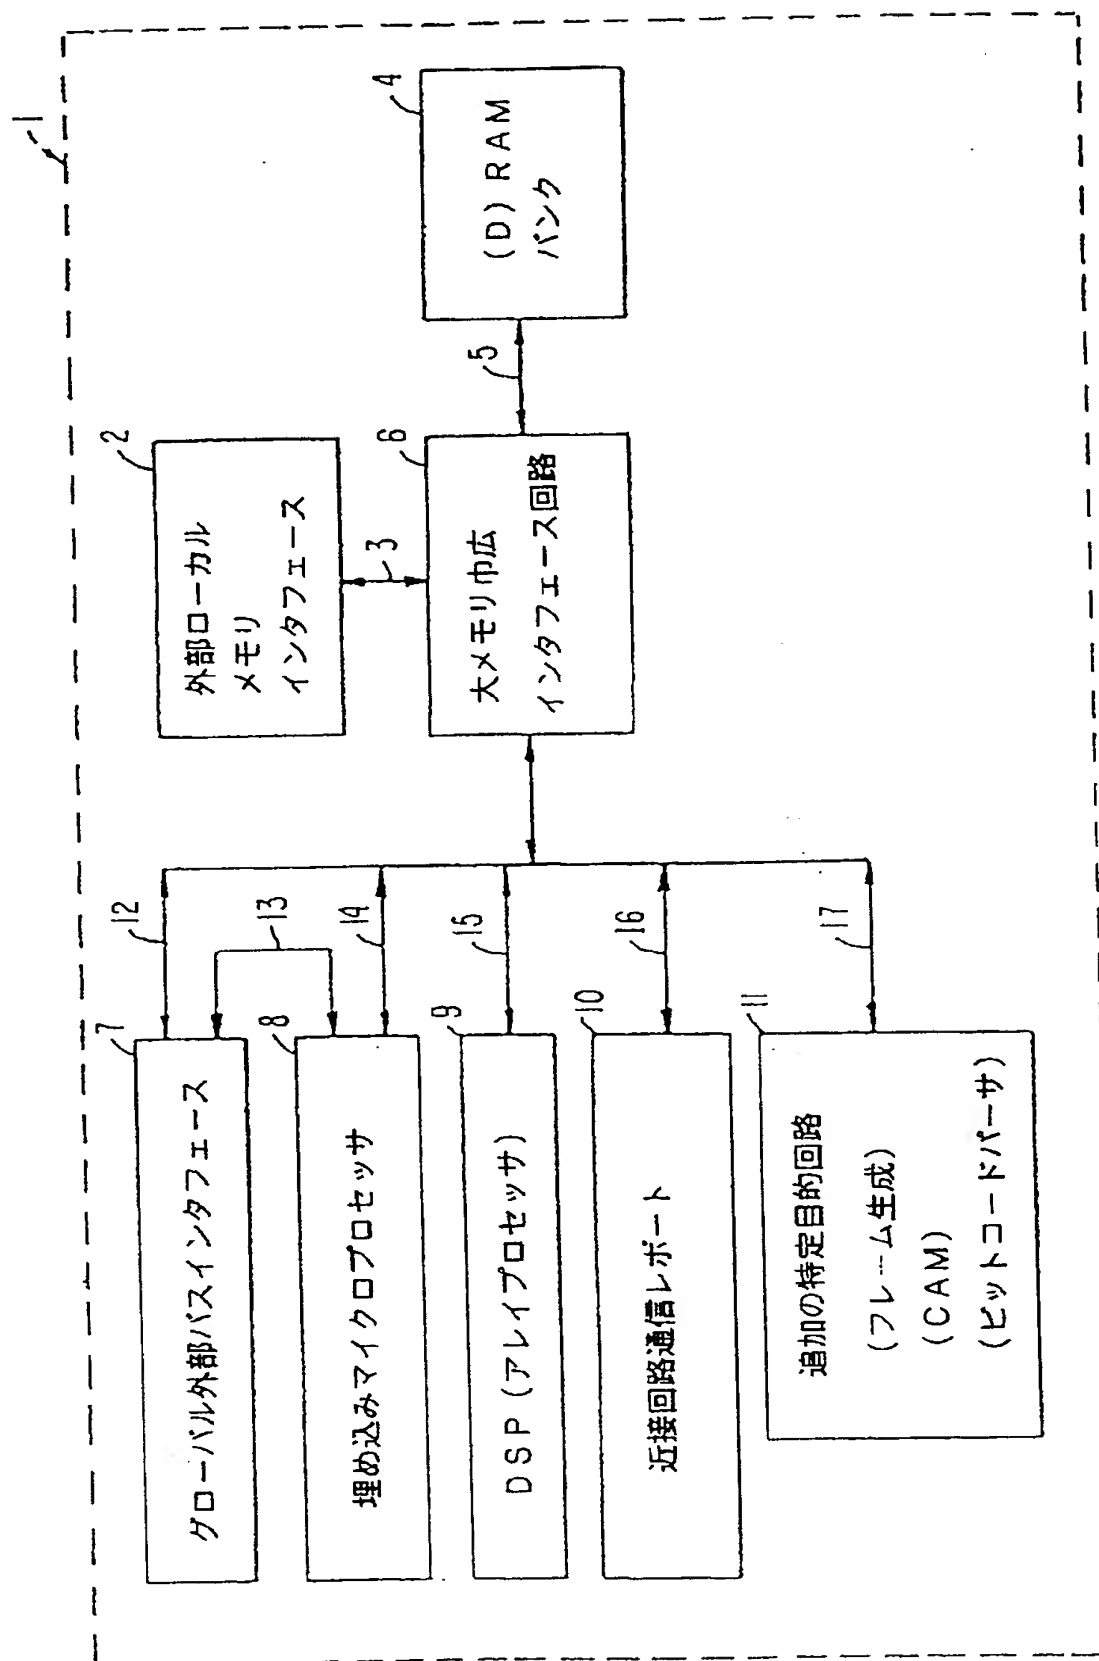 1
2
外部ローカル
メモリ
インタフェース
3
4
(D) RAM
バンク
5
6
大メモリ巾広
インタフェース回路
7
グローバル外部バスインタフェース
8
埋め込みマイクロプロセッサ
9
DSP (アレイプロセッサ)
10
近接回路通信レポート
11
追加の特定目的回路
(フレーム生成)
(CAM)
(ビットコードパーサ)
12
13
14
15
16
17